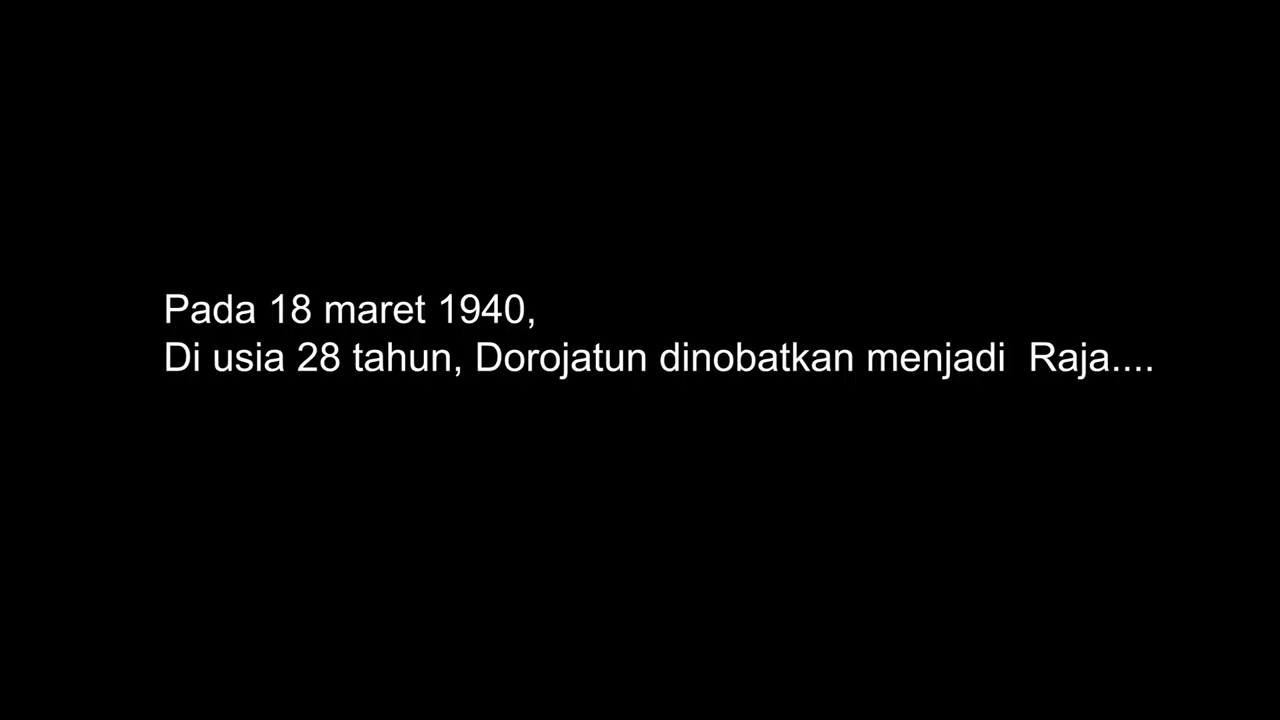 Pada 18 maret 1940,
Di usia 28 tahun, Dorojatun dinobatkan menjadi  Raja....